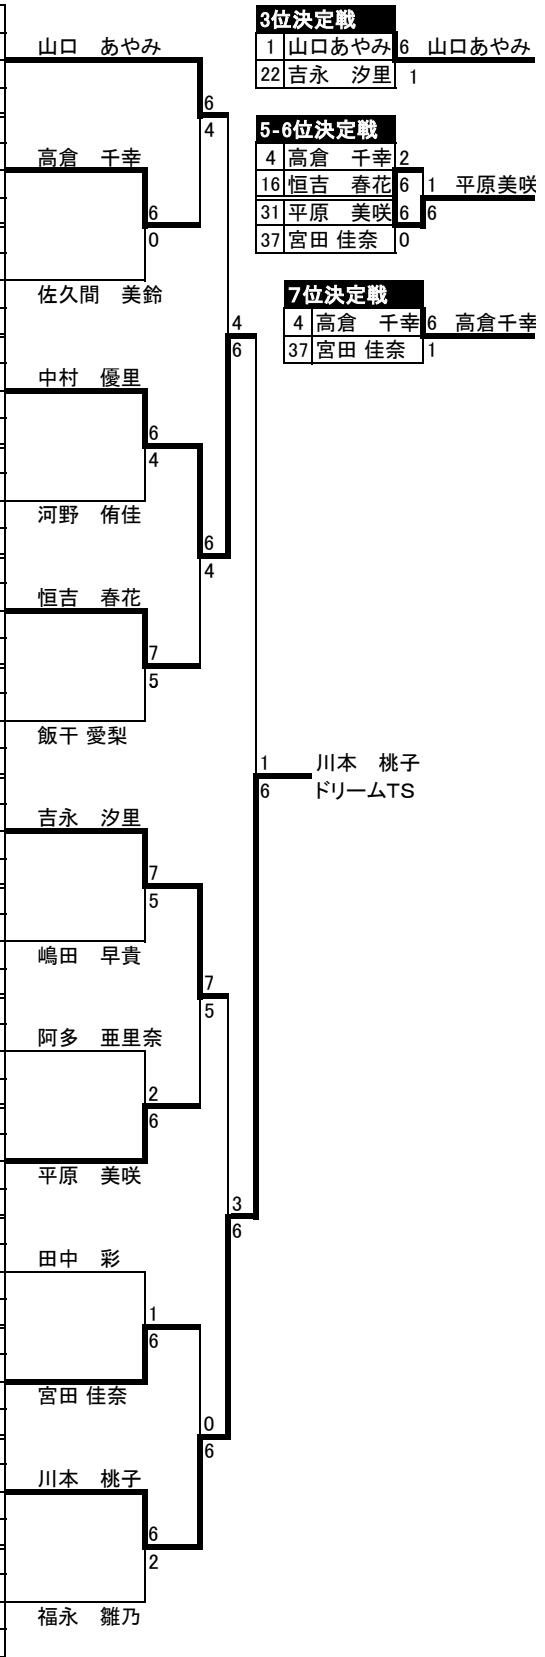 3位決定戦
1 山口あやみ 6 山口あやみ
22 吉永　汐里 1
5-6位決定戦
4 高倉　千幸 2
16 恒吉　春花 6 1 平原美咲
31 平原　美咲 6 6
37 宮田 佳奈 0
7位決定戦
4 高倉　千幸 6 高倉千幸
37 宮田 佳奈 1
山口　あやみ
6
4
高倉　千幸
6
0
佐久間　美鈴
4
6
中村　優里
6
4
河野　侑佳
6
4
恒吉　春花
7
5
飯干 愛梨
1 川本　桃子
6 ドリームTS
吉永　汐里
7
5
嶋田　早貴
7
5
阿多　亜里奈
2
6
平原　美咲
3
6
田中　彩
1
6
宮田 佳奈
0
6
川本　桃子
6
2
福永　雛乃